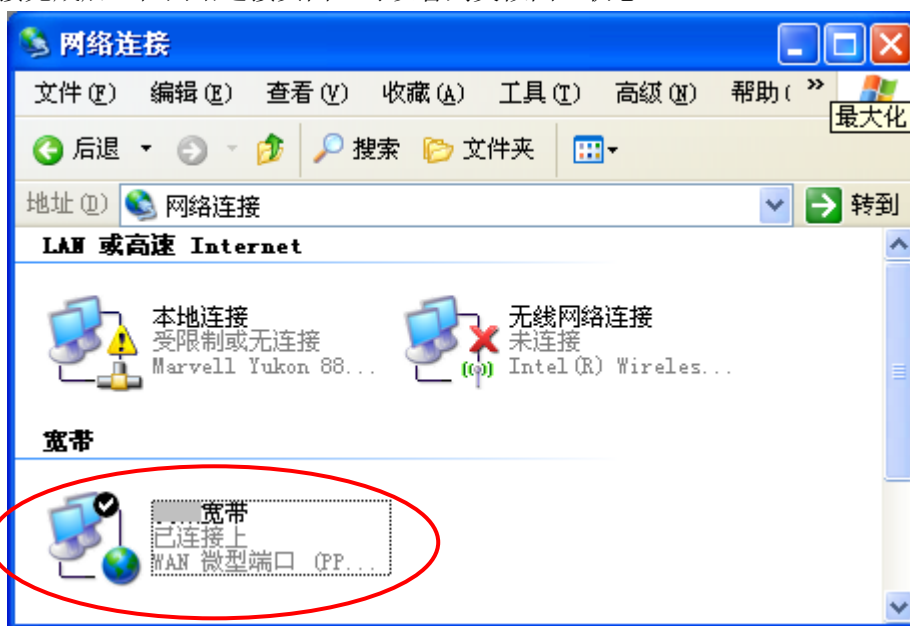 网络连接
文件(F) 编辑(E) 查看(V) 收藏(A) 工具(T) 高级(N) 帮助( »
最大化
后退 搜索 文件夹
地址(D) 网络连接 转到
LAN 或高速 Internet
本地连接
受限制或无连接
Marvell Yukon 88...
无线网络连接
未连接
Intel(R) Wireles...
宽带
宽带
已连接上
WAN 微型端口 (PP...